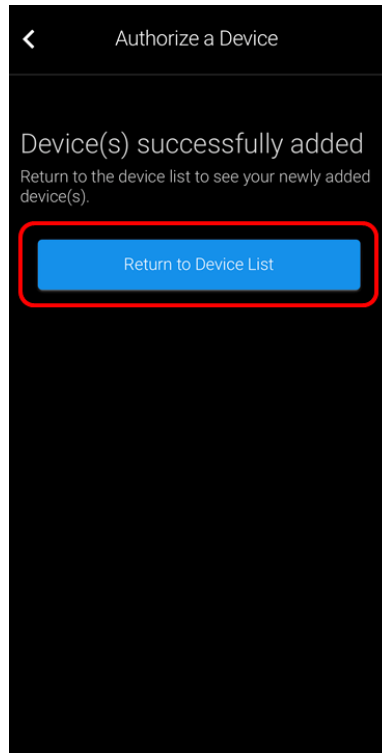 Authorize a Device
Device(s) successfully added
Return to the device list to see your newly added
device(s).
Return to Device List